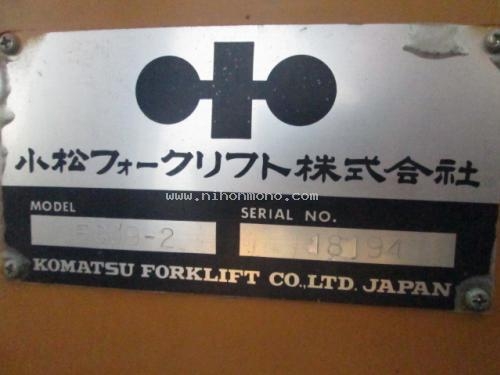 小松フォークリフト株式会社
www.nihonmono.com
MODEL
SERIAL NO.
18194
KOMATSU FORKLIFT CO.,LTD. JAPAN